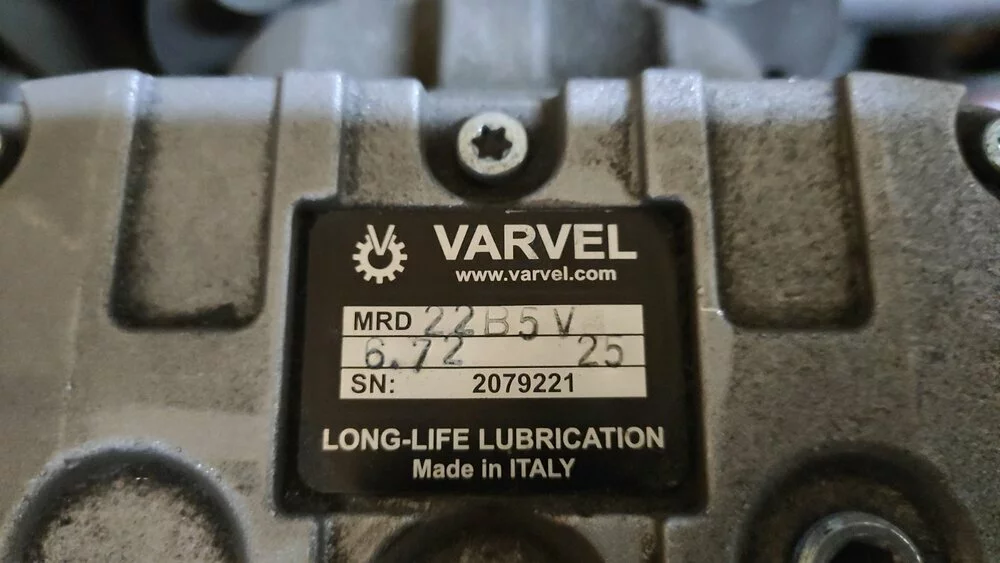 VARVEL
www.varvel.com
MRD 22B5V
6.72 25
SN: 2079221
LONG-LIFE LUBRICATION
Made in ITALY